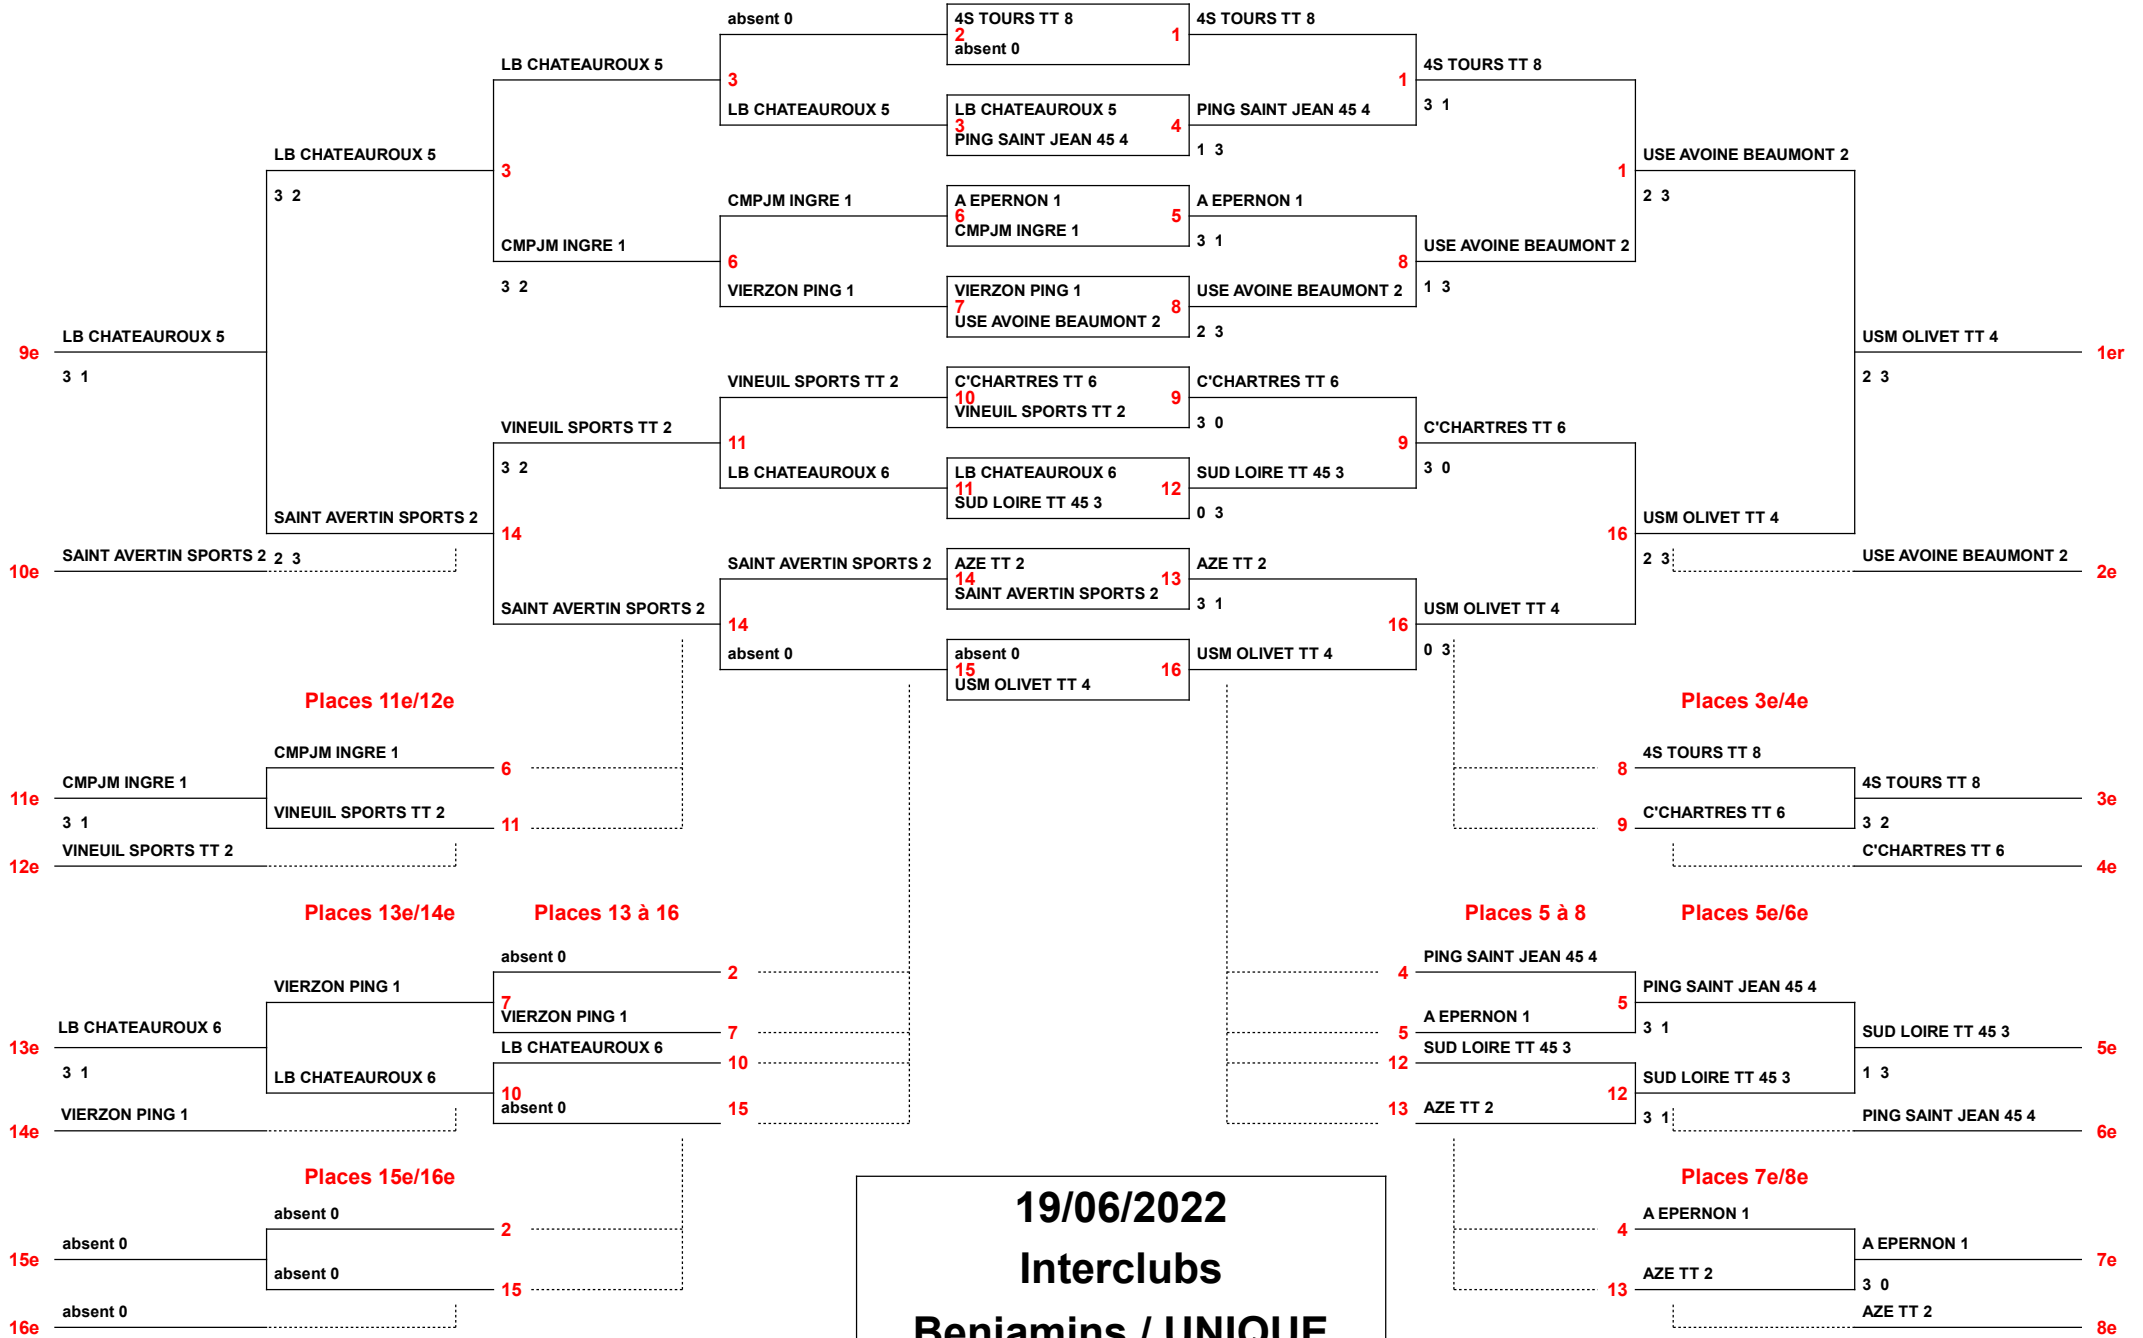 absent 0
4S TOURS TT 8
4S TOURS TT 8
2
1
absent 0
LB CHATEAUROUX 5
4S TOURS TT 8
3
1
LB CHATEAUROUX 5
LB CHATEAUROUX 5
PING SAINT JEAN 45 4
3 1
3
4
PING SAINT JEAN 45 4
1 3
LB CHATEAUROUX 5
USE AVOINE BEAUMONT 2
3
1
3 2
2 3
CMPJM INGRE 1
A EPERNON 1
A EPERNON 1
6
5
CMPJM INGRE 1
3 1
CMPJM INGRE 1
USE AVOINE BEAUMONT 2
6
8
3 2
1 3
VIERZON PING 1
VIERZON PING 1
USE AVOINE BEAUMONT 2
7
8
USE AVOINE BEAUMONT 2
2 3
LB CHATEAUROUX 5
USM OLIVET TT 4
9e
1er
3 1
2 3
VINEUIL SPORTS TT 2
C'CHARTRES TT 6
C'CHARTRES TT 6
10
9
VINEUIL SPORTS TT 2
3 0
VINEUIL SPORTS TT 2
C'CHARTRES TT 6
11
9
3 2
3 0
LB CHATEAUROUX 6
LB CHATEAUROUX 6
SUD LOIRE TT 45 3
11
12
SUD LOIRE TT 45 3
0 3
SAINT AVERTIN SPORTS 2
USM OLIVET TT 4
14
16
SAINT AVERTIN SPORTS 2
2 3
2 3
USE AVOINE BEAUMONT 2
10e
2e
SAINT AVERTIN SPORTS 2
AZE TT 2
AZE TT 2
14
13
SAINT AVERTIN SPORTS 2
3 1
SAINT AVERTIN SPORTS 2
USM OLIVET TT 4
14
16
absent 0
absent 0
USM OLIVET TT 4
0 3
15
16
USM OLIVET TT 4
Places 11e/12e
Places 3e/4e
CMPJM INGRE 1
6
8
4S TOURS TT 8
CMPJM INGRE 1
4S TOURS TT 8
11e
3e
VINEUIL SPORTS TT 2
11
9
C'CHARTRES TT 6
3 1
3 2
VINEUIL SPORTS TT 2
C'CHARTRES TT 6
12e
4e
Places 13e/14e
Places 13 à 16
Places 5 à 8
Places 5e/6e
absent 0
2
4
PING SAINT JEAN 45 4
VIERZON PING 1
PING SAINT JEAN 45 4
7
5
VIERZON PING 1
7
5
A EPERNON 1
3 1
LB CHATEAUROUX 6
SUD LOIRE TT 45 3
13e
5e
LB CHATEAUROUX 6
10
12
SUD LOIRE TT 45 3
3 1
1 3
LB CHATEAUROUX 6
SUD LOIRE TT 45 3
10
12
absent 0
15
13
AZE TT 2
VIERZON PING 1
3 1
PING SAINT JEAN 45 4
14e
6e
Places 15e/16e
Places 7e/8e
absent 0
2
4
A EPERNON 1
absent 0
A EPERNON 1
15e
7e
absent 0
15
13
AZE TT 2
3 0
absent 0
AZE TT 2
16e
8e
19/06/2022
Interclubs
Benjamins / UNIQUE